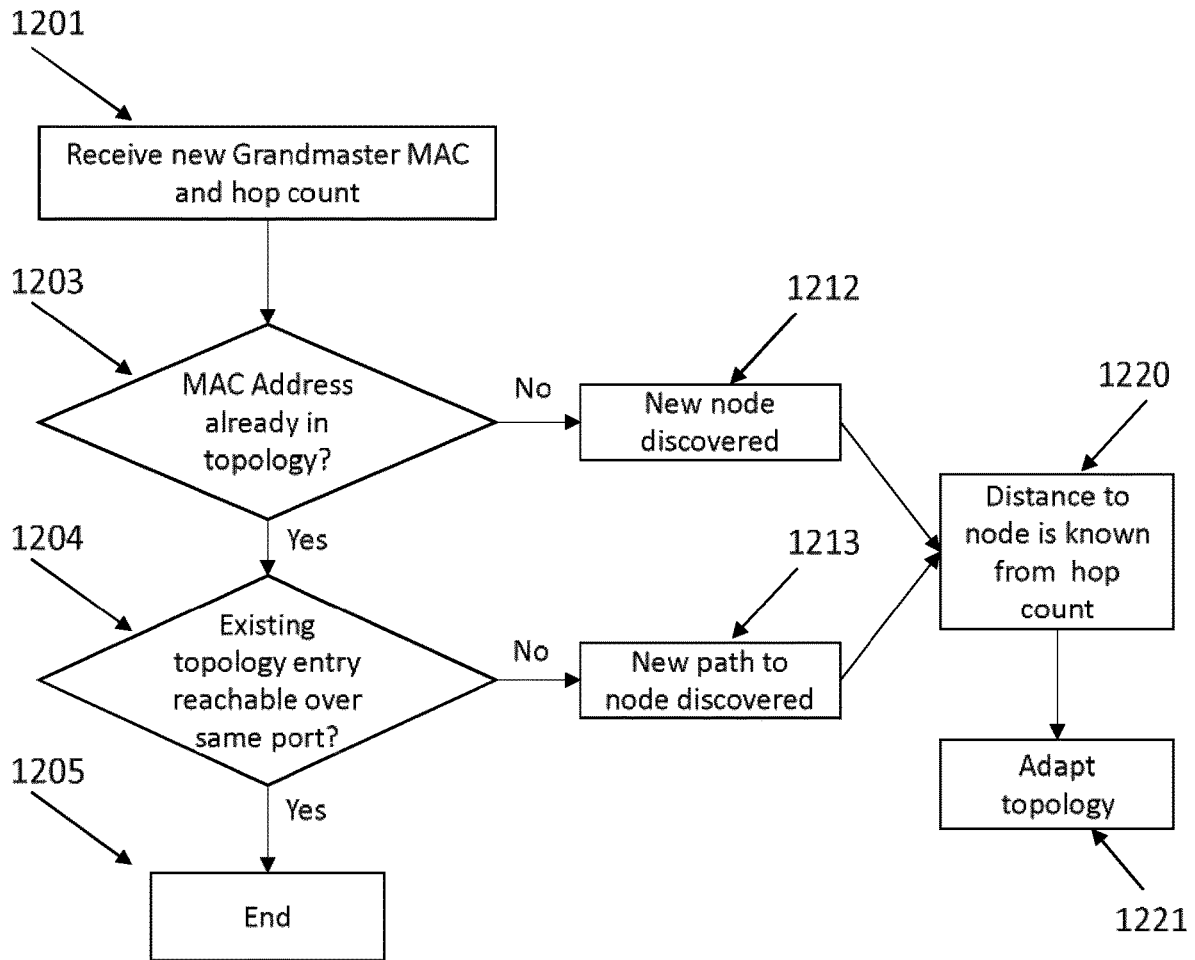 1201
Receive new Grandmaster MAC
and hop count
1203
MAC Address
already in
topology?
No
1212
New node
discovered
1220
Distance to
node is known
from hop
count
Yes
1204
Existing
topology entry
reachable over
same port?
No
1213
New path to
node discovered
Adapt
topology
1221
Yes
1205
End